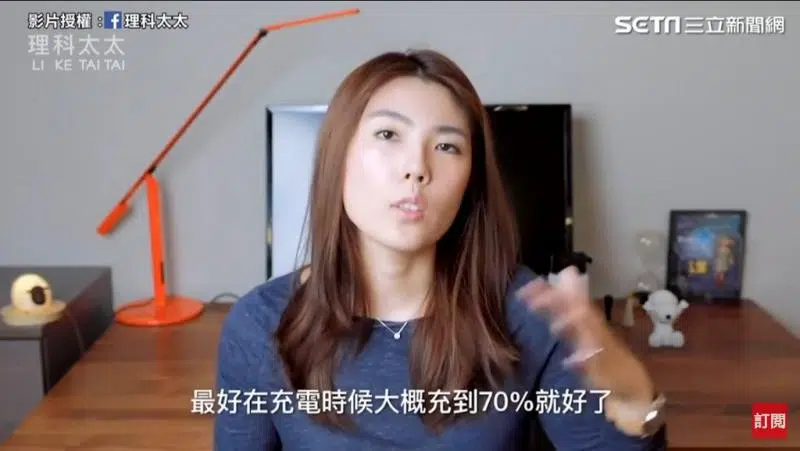 影片授權：f理科太太
SETN三立新聞網
理科太太
LI KE TAI TAI
最好在充電時候大概充到70%就好了
訂閱